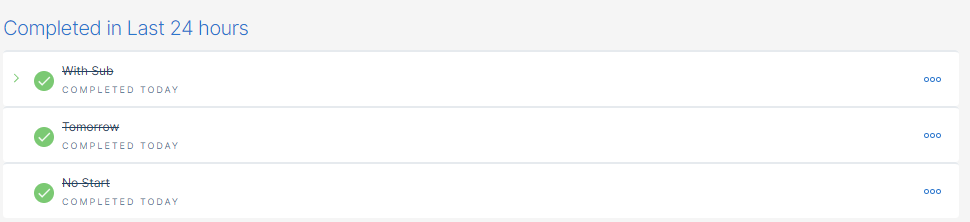 Completed in Last 24 hours
With Sub
COMPLETED TODAY
Tomorrow
COMPLETED TODAY
No Start
COMPLETED TODAY